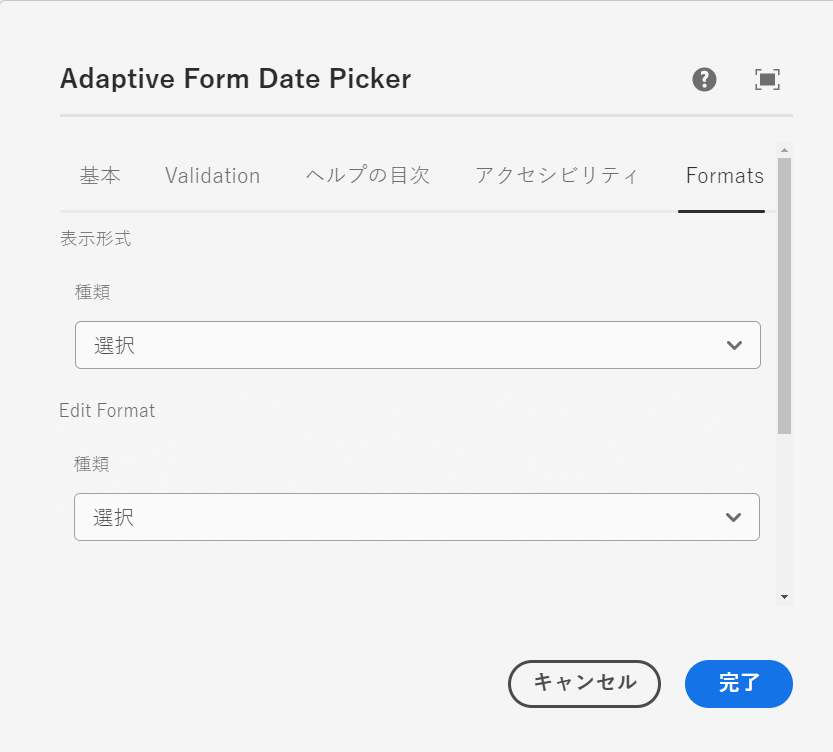 Adaptive Form Date Picker
基本 Validation ヘルプの目次 アクセシビリティ Formats
表示形式
種類
選択
Edit Format
種類
選択
キャンセル 完了